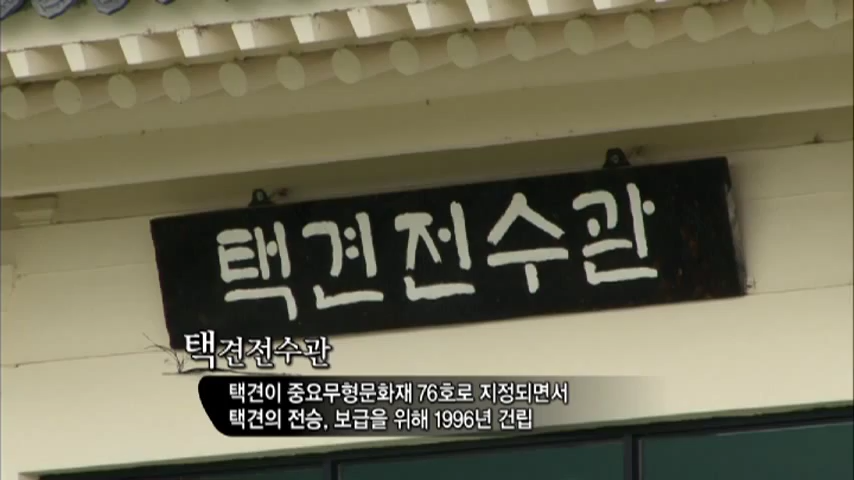 택견전수관
택견전수관
택견이 중요무형문화재 76호로 지정되면서
택견의 전승, 보급을 위해 1996년 건립